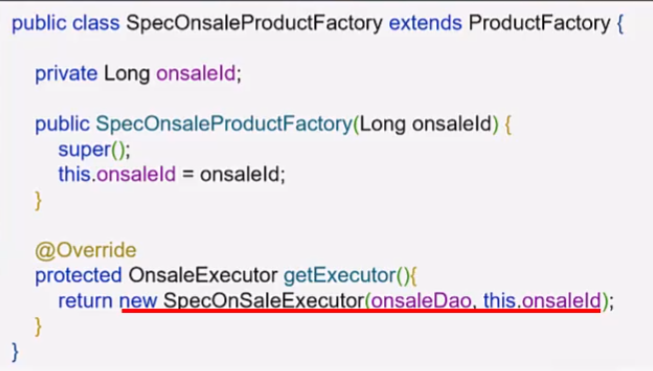 public class SpecOnsaleProductFactory extends ProductFactory {
private Long onsaleId;
public SpecOnsaleProductFactory(Long onsaleId) {
super();
this.onsaleId = onsaleId;
}
@Override
protected OnsaleExecutor getExecutor(){
return new SpecOnSaleExecutor(onsaleDao, this.onsaleId);
}
}